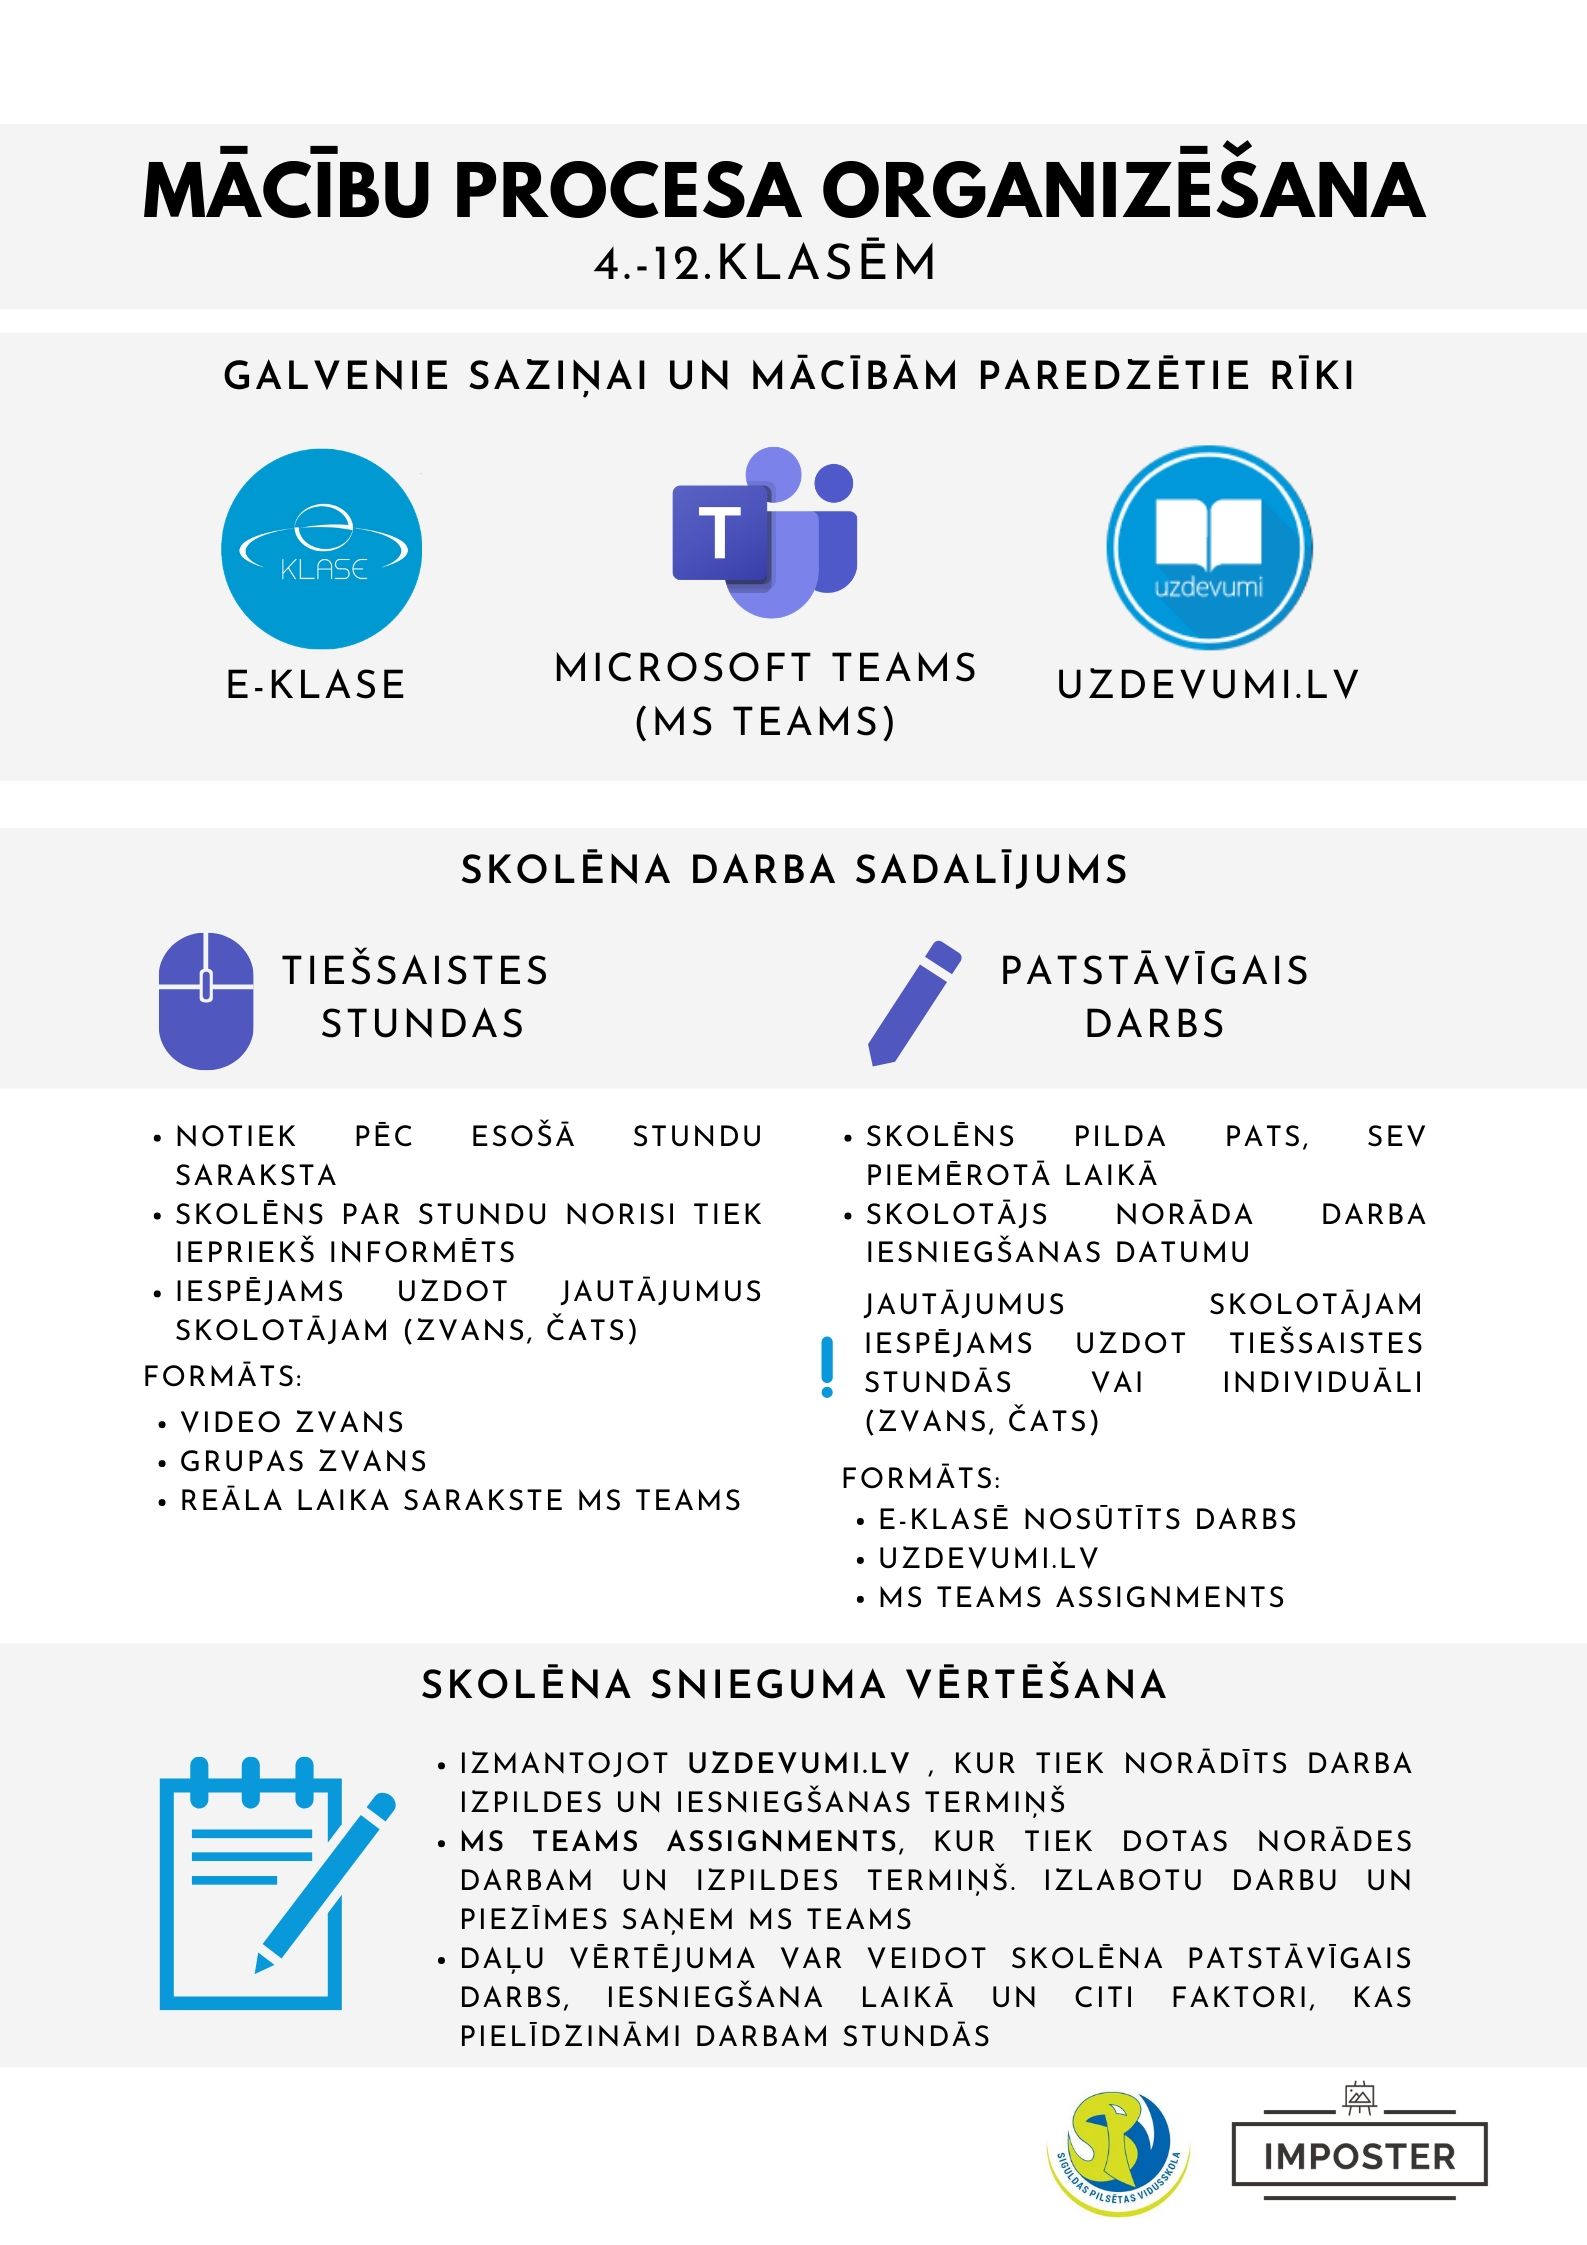 MĀCĪBU PROCESA ORGANIZĒŠANA
4.-12.KLASĒM
GALVENIE SAZIŅAI UN MĀCĪBĀM PAREDZĒTIE RĪKI
e
KLASE
E-KLASE
T
MICROSOFT TEAMS
(MS TEAMS)
uzdevumi
UZDEVUMI.LV
SKOLĒNA DARBA SADALĪJUMS
TIEŠSAISTES
STUNDAS
• NOTIEK PĒC ESOŠĀ STUNDU
SARAKSTA
• SKOLĒNS PAR STUNDU NORISI TIEK
IEPRIEKŠ INFORMĒTS
• IESPĒJAMS UZDOT JAUTĀJUMUS
SKOLOTĀJAM (ZVANS, ČATS)
FORMĀTS:
• VIDEO ZVANS
• GRUPAS ZVANS
• REĀLA LAIKA SARAKSTE MS TEAMS
PATSTĀVĪGAIS
DARBS
• SKOLĒNS PILDA PATS, SEV
PIEMĒROTĀ LAIKĀ
• SKOLOTĀJS NORĀDA DARBA
IESNIEGŠANAS DATUMU
JAUTĀJUMUS SKOLOTĀJAM
IESPĒJAMS UZDOT TIEŠSAISTES
! STUNDĀS VAI INDIVIDUĀLI
(ZVANS, ČATS)
FORMĀTS:
• E-KLASĒ NOSŪTĪTS DARBS
• UZDEVUMI.LV
• MS TEAMS ASSIGNMENTS
SKOLĒNA SNIEGUMA VĒRTĒŠANA
• IZMANTOJOT UZDEVUMI.LV , KUR TIEK NORĀDĪTS DARBA
IZPILDES UN IESNIEGŠANAS TERMIŅŠ
• MS TEAMS ASSIGNMENTS, KUR TIEK DOTAS NORĀDES
DARBAM UN IZPILDES TERMIŅŠ. IZLABOTU DARBU UN
PIEZĪMES SAŅEM MS TEAMS
• DAĻU VĒRTĒJUMA VAR VEIDOT SKOLĒNA PATSTĀVĪGAIS
DARBS, IESNIEGŠANA LAIKĀ UN CITI FAKTORI, KAS
PIELĪDZINĀMI DARBAM STUNDĀS
SIGULDAS PILSĒTAS VIDUSSKOLA
IMPOSTER